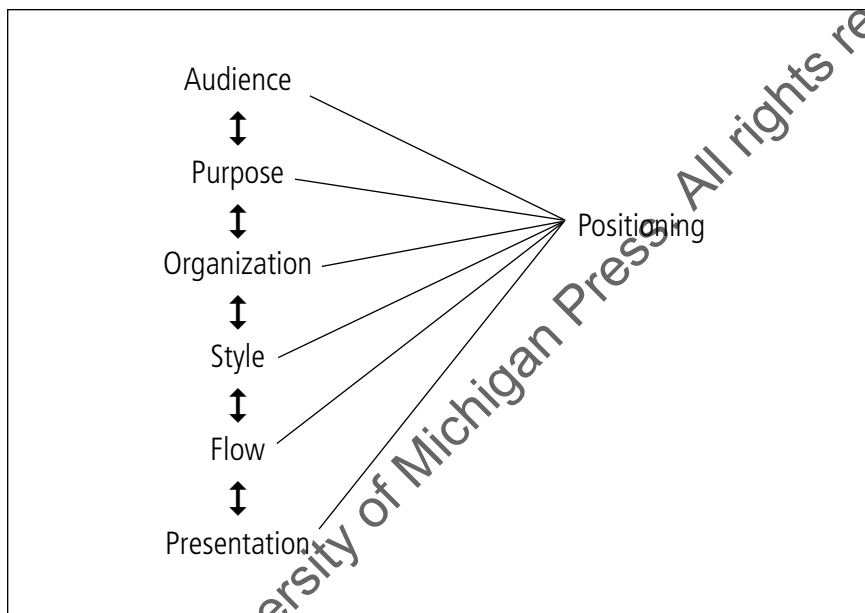 Audience
Purpose
Positioning
Organization
Style
Flow
Presentation
ersity of Michigan Press. All rights re